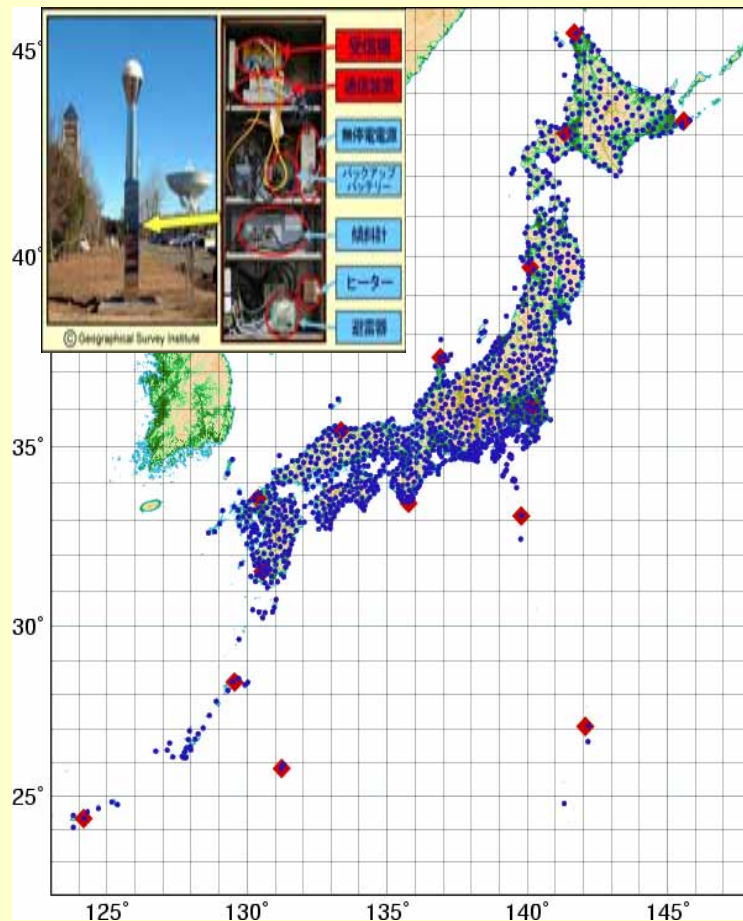 受信機
通信装置
無停電電源
バックアップ
バッテリー
傾斜計
ヒーター
避雷器
© Geographical Survey Institute
45°
40°
35°
30°
25°
125°
130°
135°
140°
145°